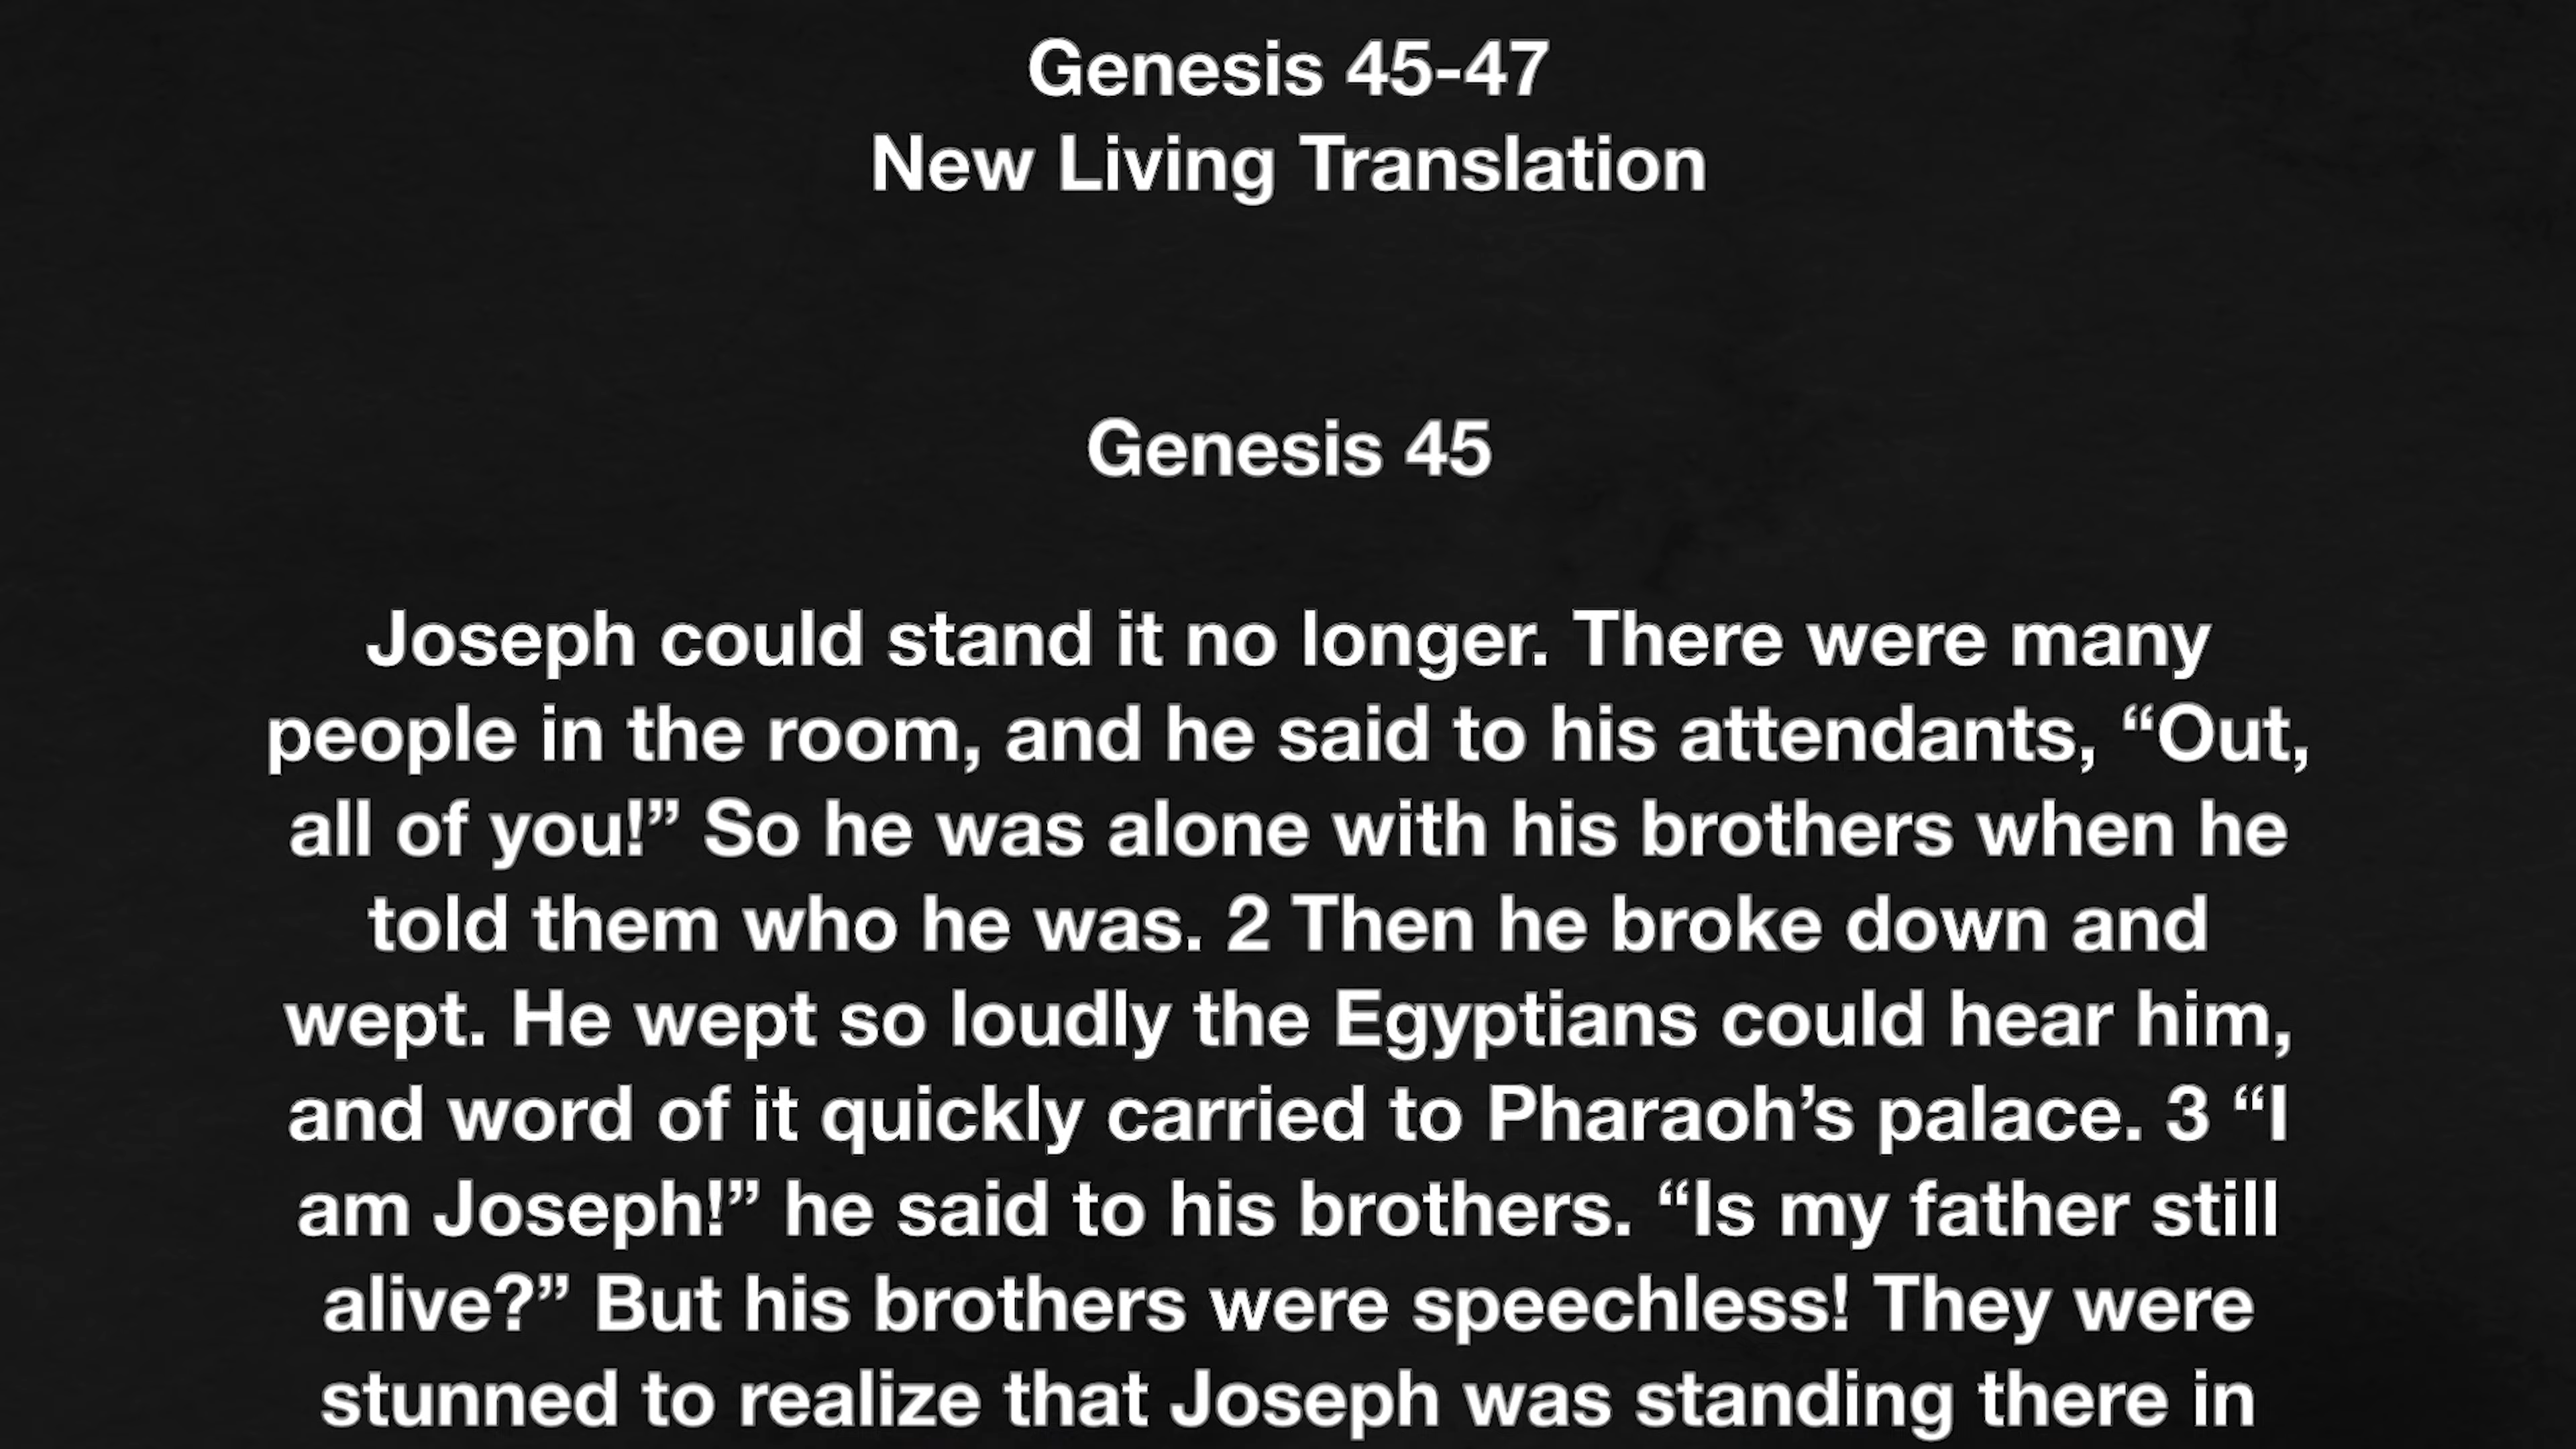 Genesis 45-47
New Living Translation
Genesis 45
Joseph could stand it no longer. There were many
people in the room, and he said to his attendants, “Out,
all of you!” So he was alone with his brothers when he
told them who he was. 2 Then he broke down and
wept. He wept so loudly the Egyptians could hear him,
and word of it quickly carried to Pharaoh’s palace. 3 “I
am Joseph!” he said to his brothers. “Is my father still
alive?” But his brothers were speechless! They were
stunned to realize that Joseph was standing there in